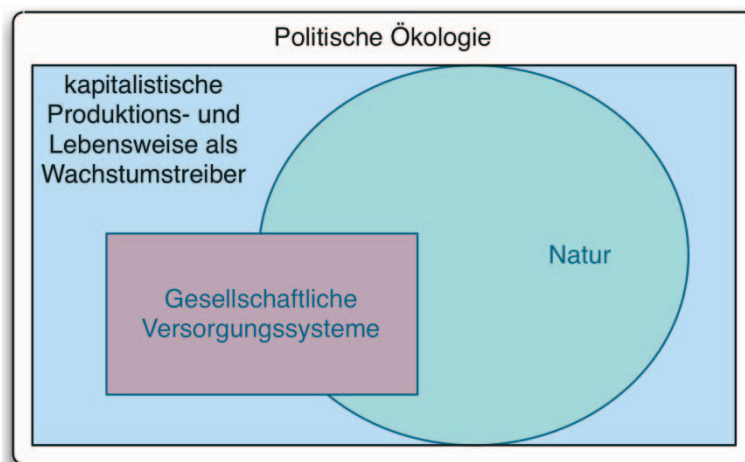 Politische Ökologie
kapitalistische
Produktions- und
Lebensweise als
Wachstumstreiber
Natur
Gesellschaftliche
Versorgungssysteme